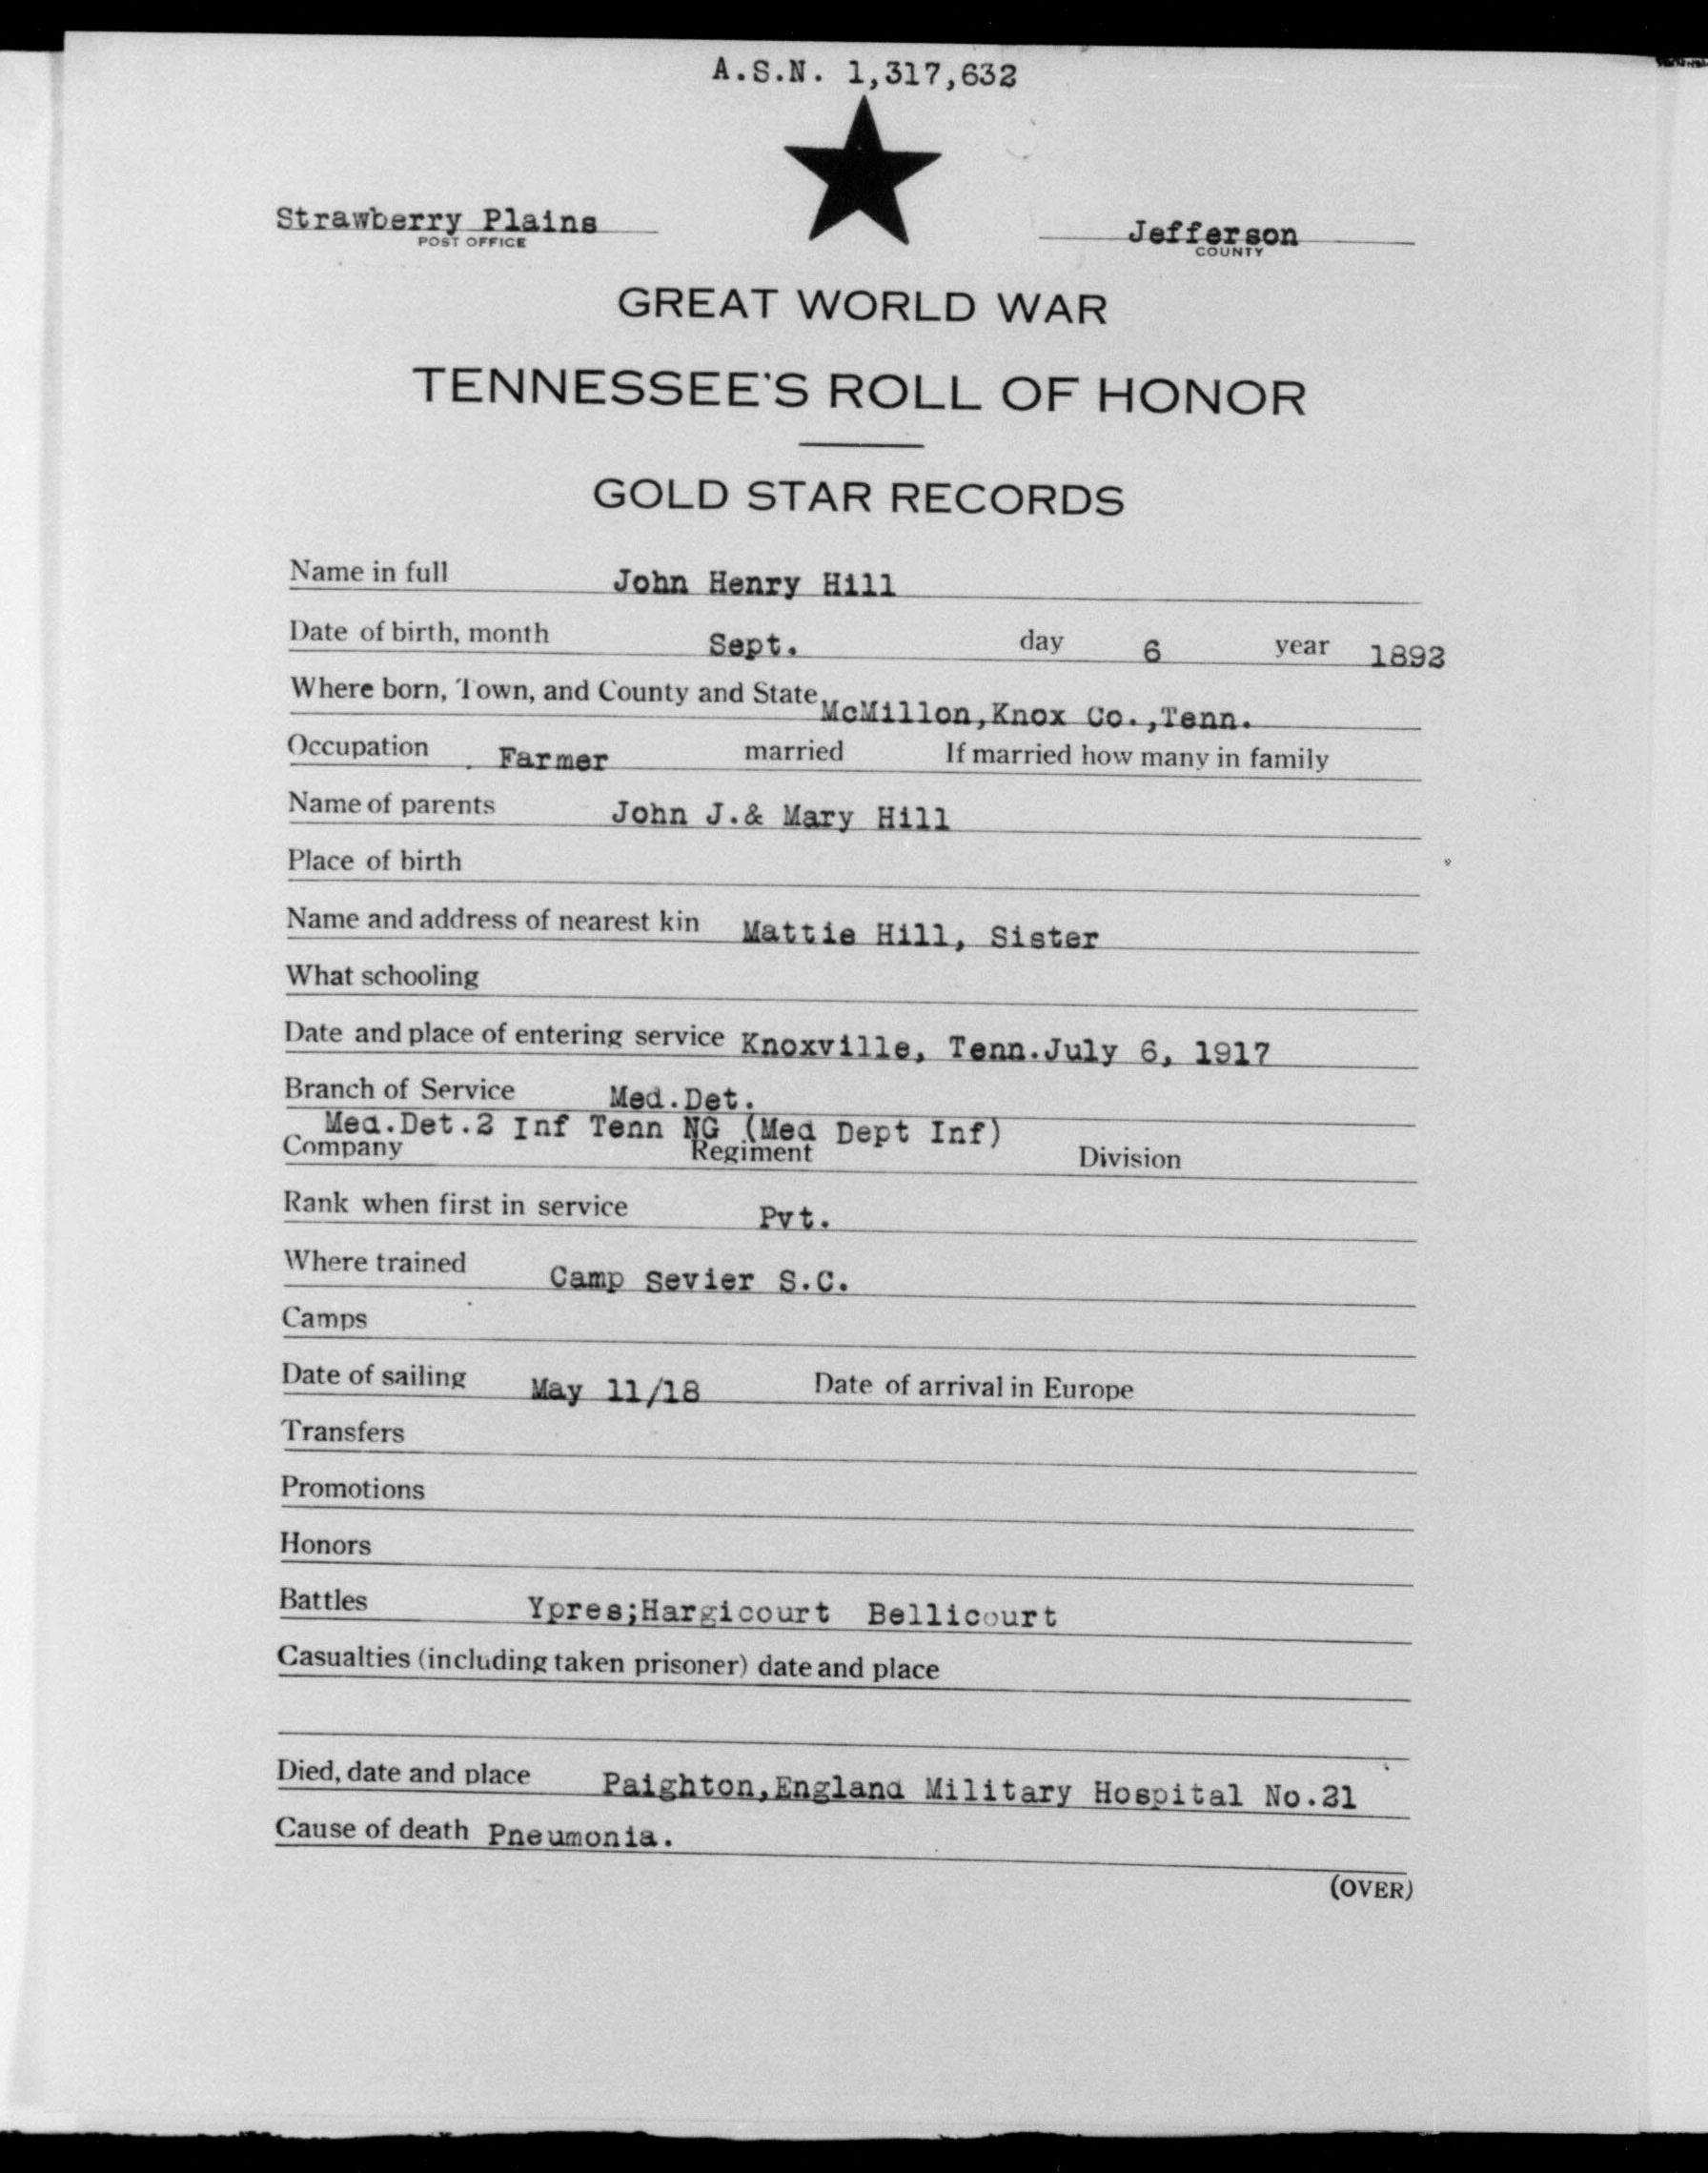 A.S.N. 1,317,632
Strawberry Plains
POST OFFICE
Jefferson
COUNTY
GREAT WORLD WAR
TENNESSEE'S ROLL OF HONOR
GOLD STAR RECORDS
Name in full John Henry Hill
Date of birth, month Sept. day 6 year 1892
Where born, Town, and County and State McMillon,Knox Co.,Tenn.
Occupation Farmer married If married how many in family
Name of parents John J.& Mary Hill
Place of birth
Name and address of nearest kin Mattie Hill, Sister
What schooling
Date and place of entering service Knoxville, Tenn.July 6, 1917
Branch of Service Med.Det.
Med.Det.2 Inf Tenn NG (Med Dept Inf)
Company Regiment Division
Rank when first in service Pvt.
Where trained Camp Sevier S.C.
Camps
Date of sailing May 11/18 Date of arrival in Europe
Transfers
Promotions
Honors
Battles Ypres;Hargicourt Bellicourt
Casualties (including taken prisoner) date and place
Died, date and place Paighton,England Military Hospital No.21
Cause of death Pneumonia.
(OVER)